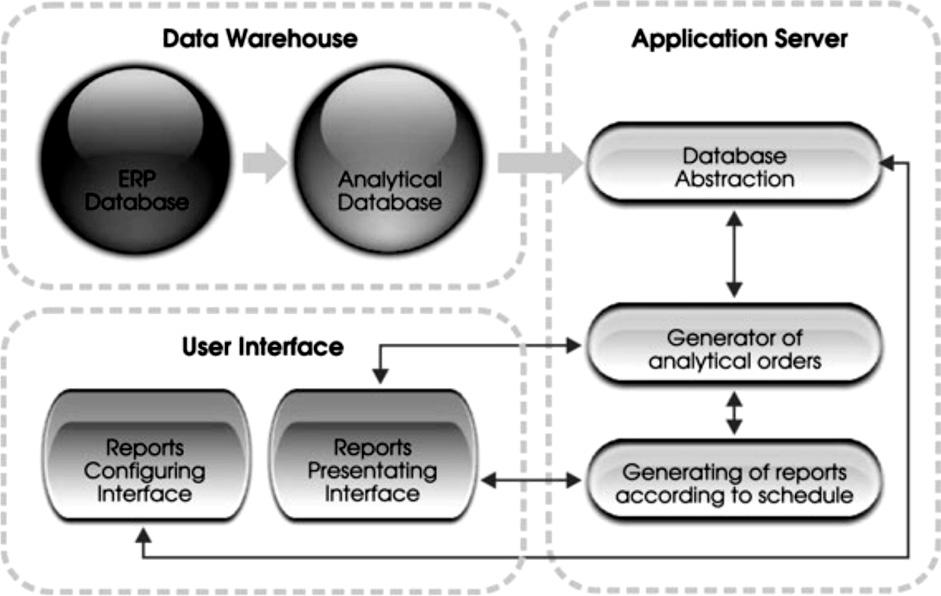 Data Warehouse
ERP
Database
Analytical
Database
Application Server
Database
Abstraction
Generator of
analytical orders
Generating of reports
according to schedule
User Interface
Reports
Configuring
Interface
Reports
Presentating
Interface